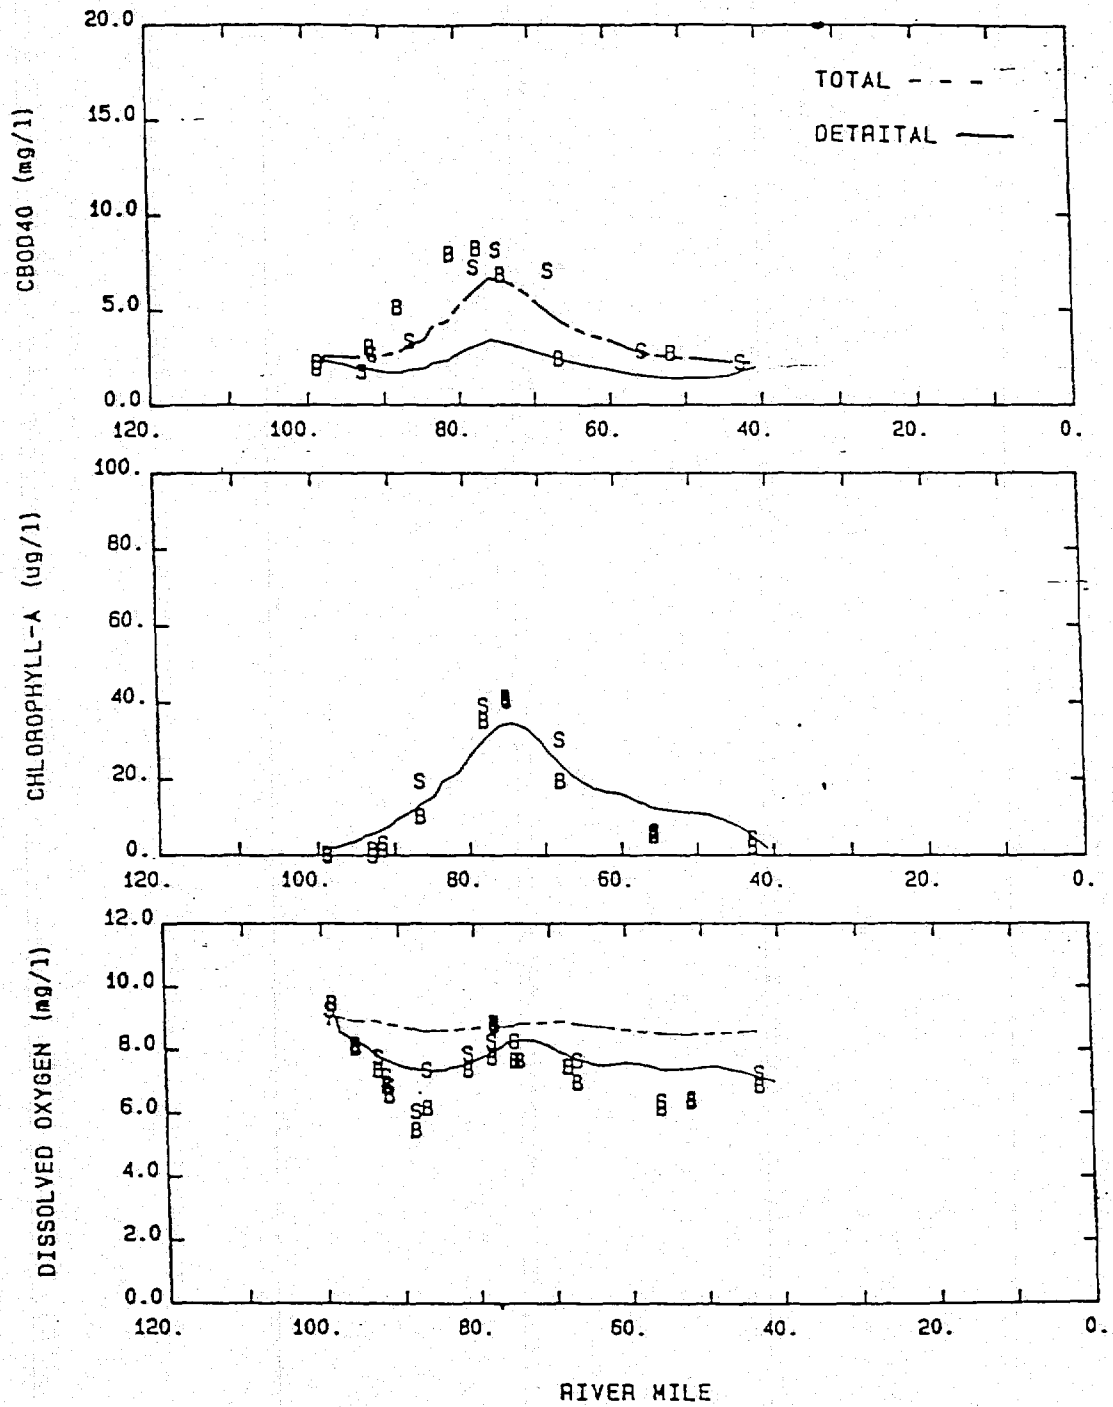 20.0
15.0
10.0
5.0
0.0
CBOD40 (mg/l)
TOTAL - - -
DETRITAL ——
B B S
S B S
B
S
B S
B S B
B S B S
120. 100. 80. 60. 40. 20. 0.
100.
80.
60.
40.
20.
0.
CHLOROPHYLL-A (ug/l)
S
B
S
S B
B
S
B B B
S
B
120. 100. 80. 60. 40. 20. 0.
12.0
10.0
8.0
6.0
4.0
2.0
0.0
DISSOLVED OXYGEN (mg/l)
B
S
B
S S
B B
S S
B B
S S
B B
S
B
S
B
120. 100. 80. 60. 40. 20. 0.
RIVER MILE